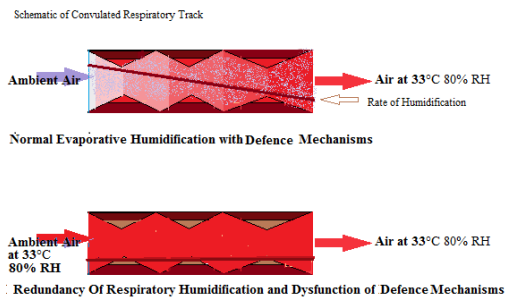 Schematic of Convulated Respiratory Track
Ambient Air
Air at 33°C 80% RH
Rate of Humidification
Normal Evaporative Humidification with Defence Mechanisms
Ambient Air
at 33°C
80% RH
Air at 33°C 80% RH
Redundancy Of Respiratory Humidification and Dysfunction of Defence Mechanisms